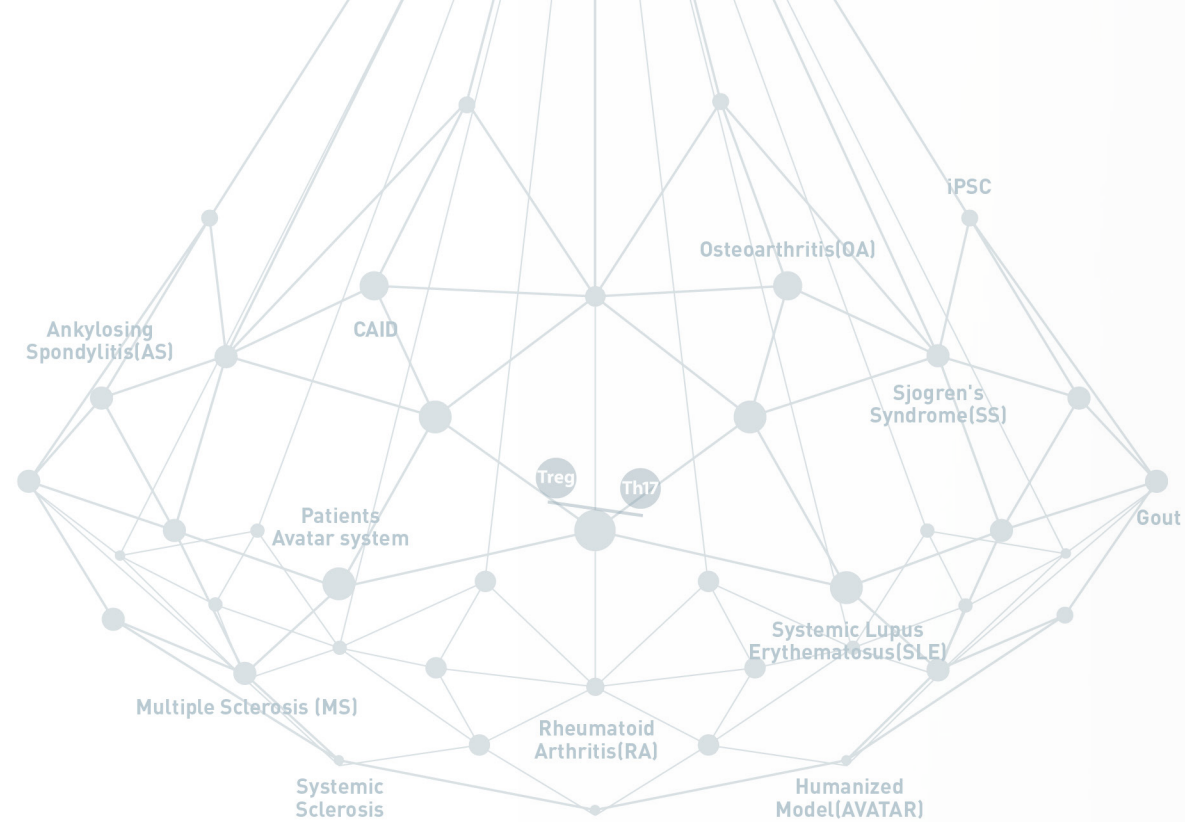 iPSC
Osteoarthritis(OA)
Ankylosing
Spondylitis(AS)
CAID
Sjogren's
Syndrome(SS)
Treg
Th17
Patients
Avatar system
Gout
Systemic Lupus
Erythematosus(SLE)
Multiple Sclerosis (MS)
Rheumatoid
Arthritis(RA)
Systemic
Sclerosis
Humanized
Model(AVATAR)